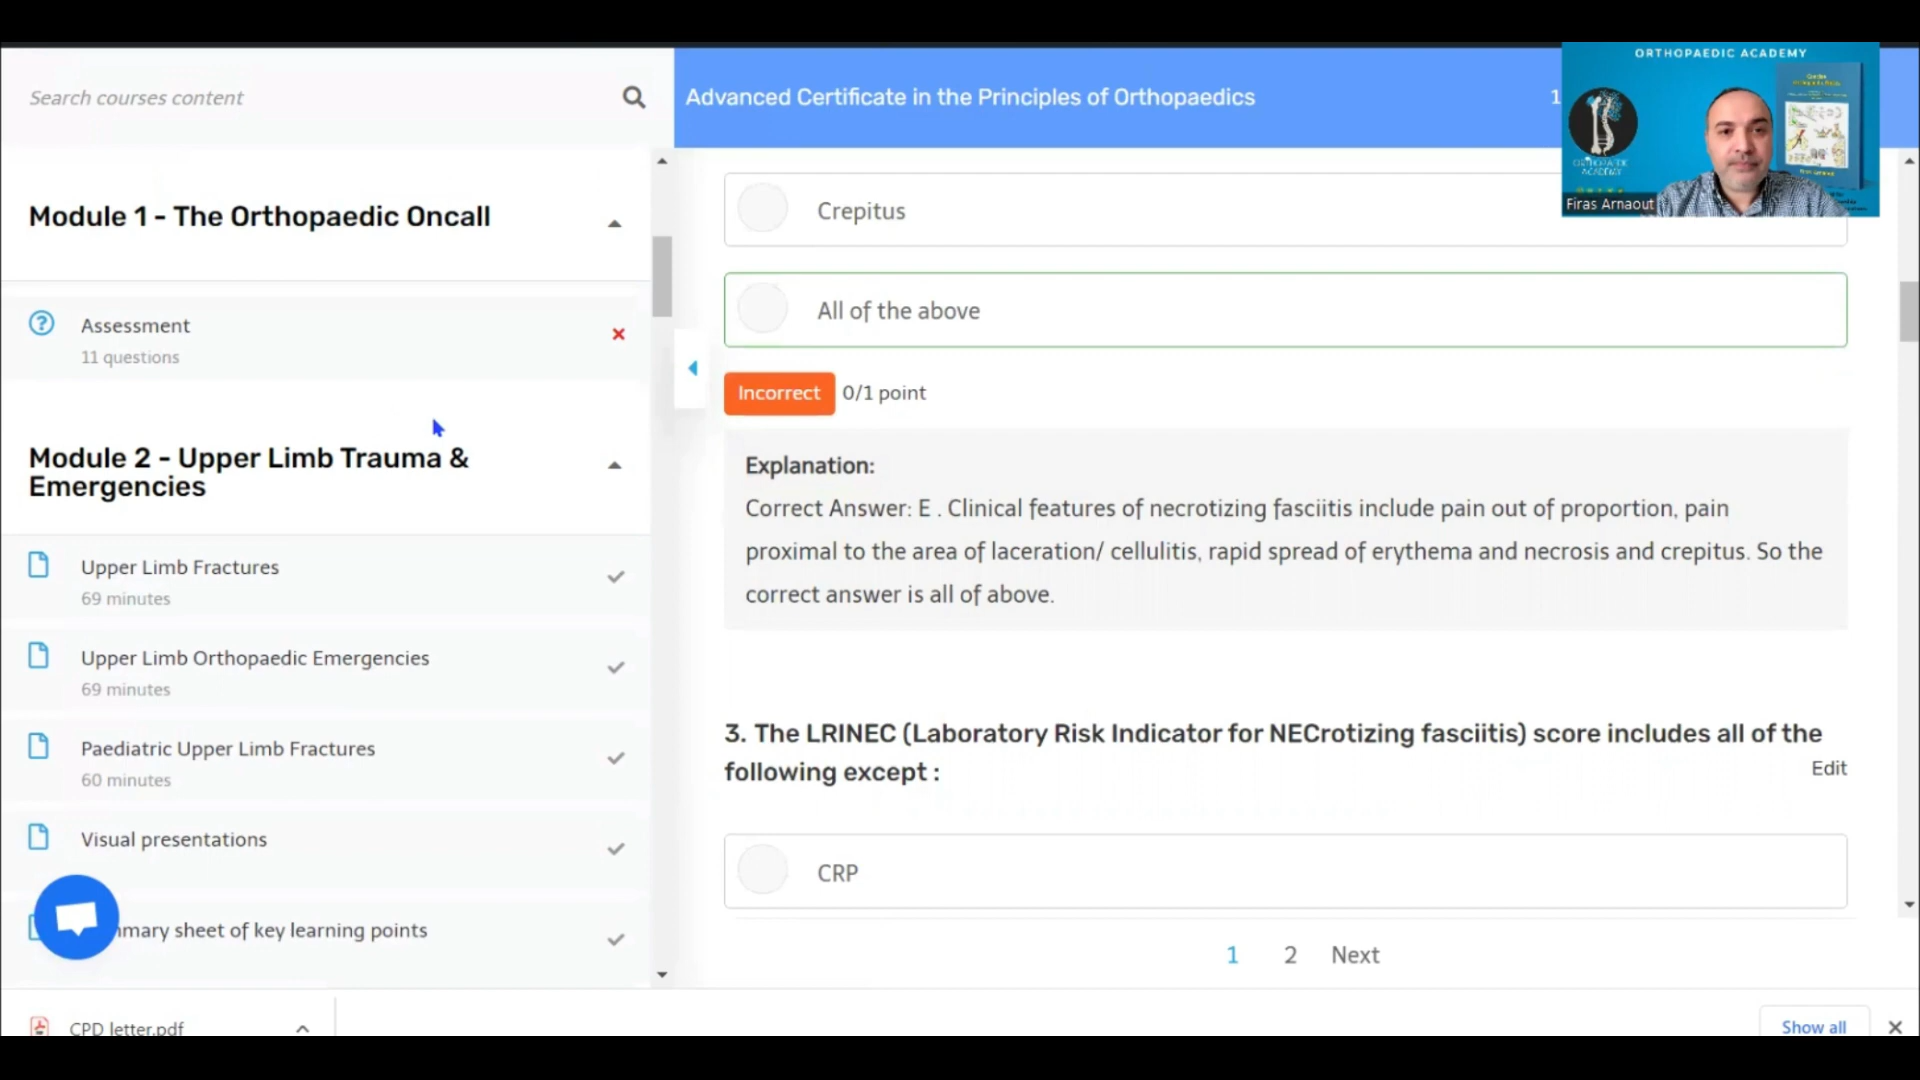 Search courses content
Module 1 - The Orthopaedic Oncall
Assessment
11 questions
Module 2 - Upper Limb Trauma &
Emergencies
Upper Limb Fractures
69 minutes
Upper Limb Orthopaedic Emergencies
69 minutes
Paediatric Upper Limb Fractures
60 minutes
Visual presentations
mary sheet of key learning points
Advanced Certificate in the Principles of Orthopaedics
1
ORTHOPAEDIC ACADEMY
ORTHOPAEDIC
ACADEMY
Firas Arnaout
Crepitus
All of the above
Incorrect 0/1 point
Explanation:
Correct Answer: E . Clinical features of necrotizing fasciitis include pain out of proportion, pain
proximal to the area of laceration/ cellulitis, rapid spread of erythema and necrosis and crepitus. So the
correct answer is all of above.
3. The LRINEC (Laboratory Risk Indicator for NECrotizing fasciitis) score includes all of the
following except :
Edit
CRP
1 2 Next
CPD letter.pdf
Show all